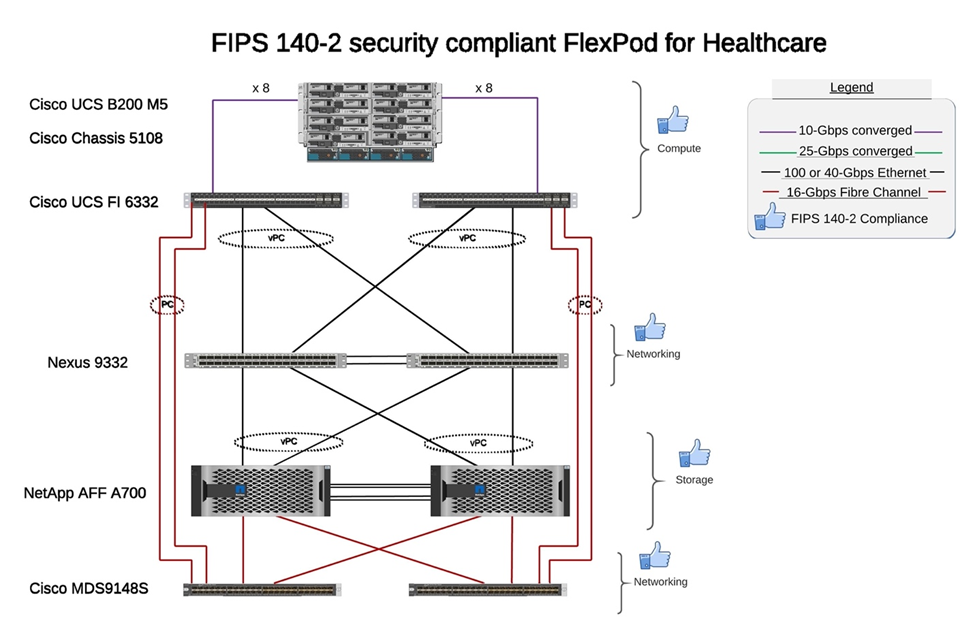 FIPS 140-2 security compliant FlexPod for Healthcare
x 8
x 8
Cisco UCS B200 M5
Cisco Chassis 5108
Compute
Legend
10-Gbps converged
25-Gbps converged
100 or 40-Gbps Ethernet
16-Gbps Fibre Channel
FIPS 140-2 Compliance
Cisco UCS FI 6332
vPC
vPC
PC
PC
Nexus 9332
Networking
vPC
vPC
NetApp AFF A700
Storage
Cisco MDS9148S
Networking